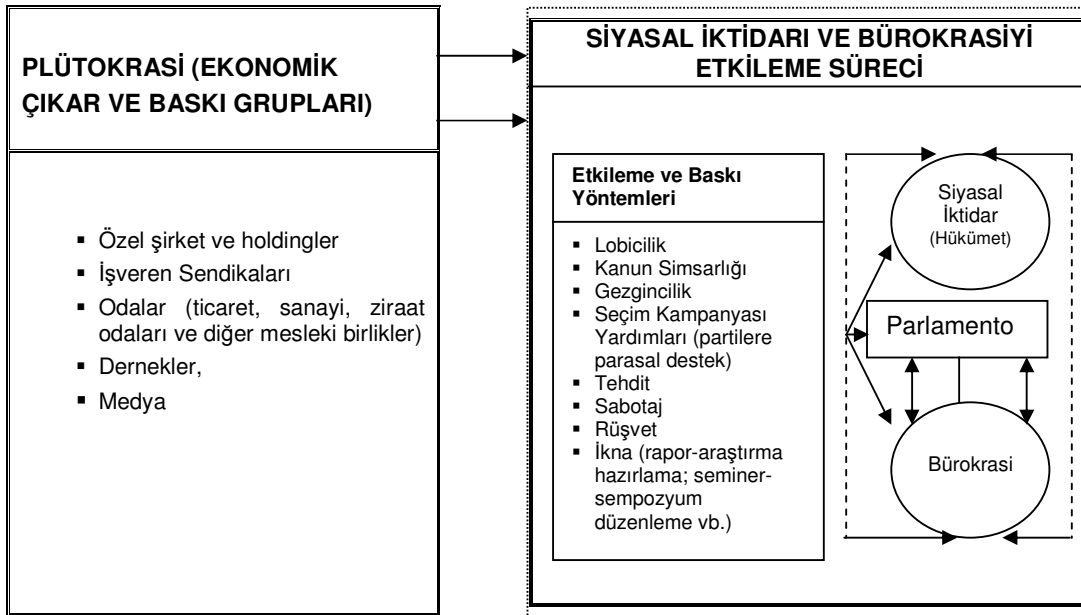 PLÜTOKRASİ (EKONOMİK
ÇIKAR VE BASKI GRUPLARI)
▪ Özel şirket ve holdingler
▪ İşveren Sendikaları
▪ Odalar (ticaret, sanayi, ziraat
odaları ve diğer mesleki birlikler)
▪ Dernekler,
▪ Medya
SİYASAL İKTİDARI VE BÜROKRASİYİ
ETKİLEME SÜRECİ
Etkileme ve Baskı
Yöntemleri
▪ Lobicilik
▪ Kanun Simsarlığı
▪ Gezgincilik
▪ Seçim Kampanyası
Yardımları (partilere
parasal destek)
▪ Tehdit
▪ Sabotaj
▪ Rüşvet
▪ İkna (rapor-araştırma
hazırlama; seminer-
sempozyum
düzenleme vb.)
Siyasal
İktidar
(Hükümet)
Parlamento
Bürokrasi